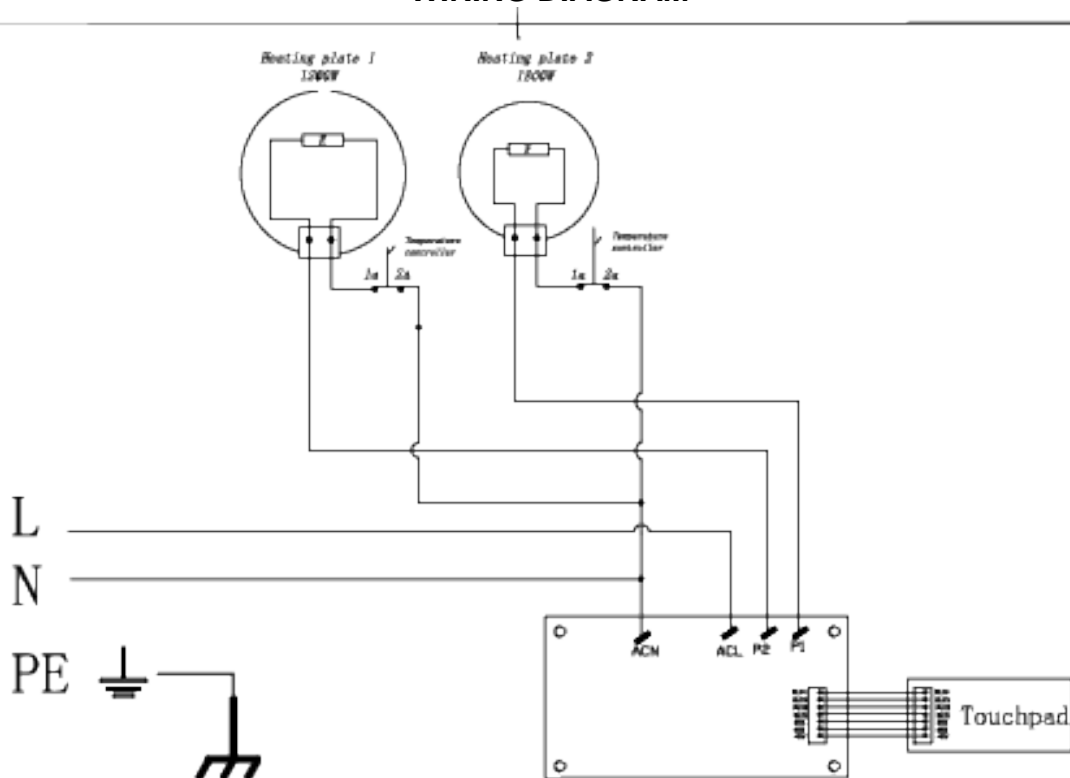 WIRING DIAGRAM
Heating plate 1
1200W
Heating plate 2
1800W
Temperature
controller
Temperature
controller
1a 2a
1a 2a
L
N
PE
ACN ACL P2 P1
Touchpad